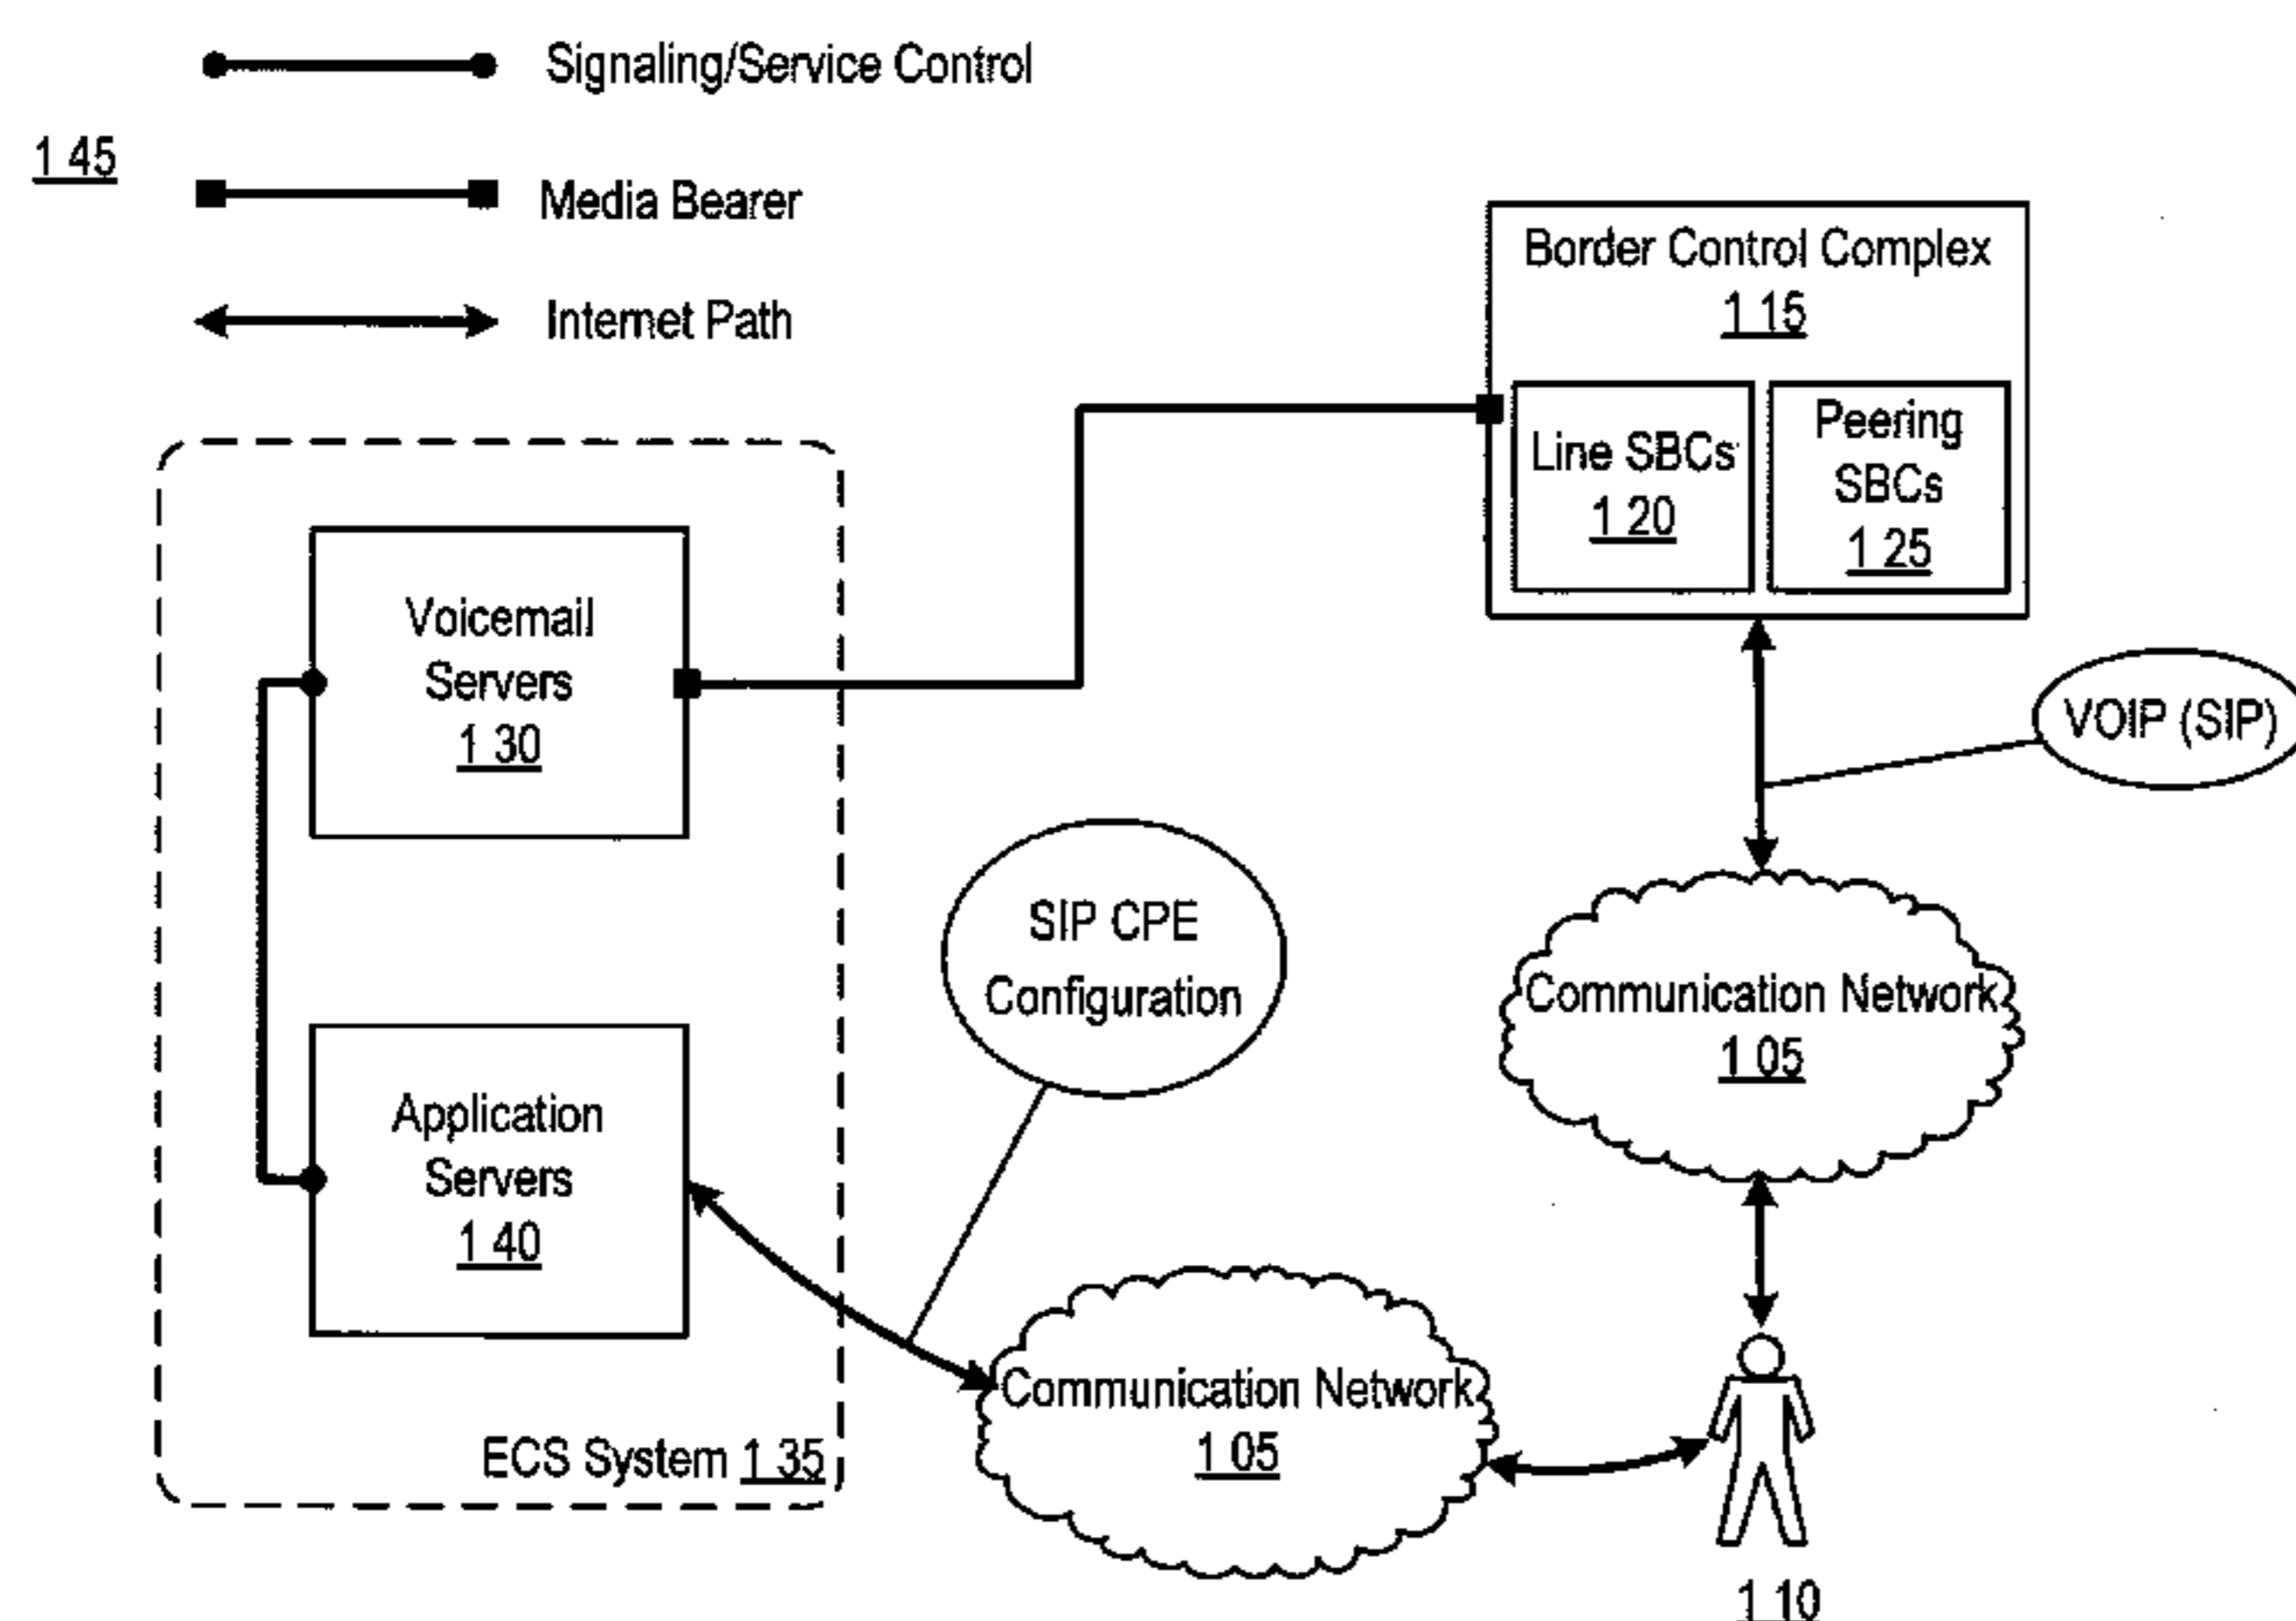 Signaling/Service Control
1 45
Media Bearer
Internet Path
Border Control Complex
1 15
Line SBCs
1 20
Peering
SBCs
1 25
Voicemail
Servers
1 30
VOIP (SIP)
SIP CPE
Configuration
Communication Network
1 05
Application
Servers
1 40
Communication Network
1 05
ECS System 1 35
1 10